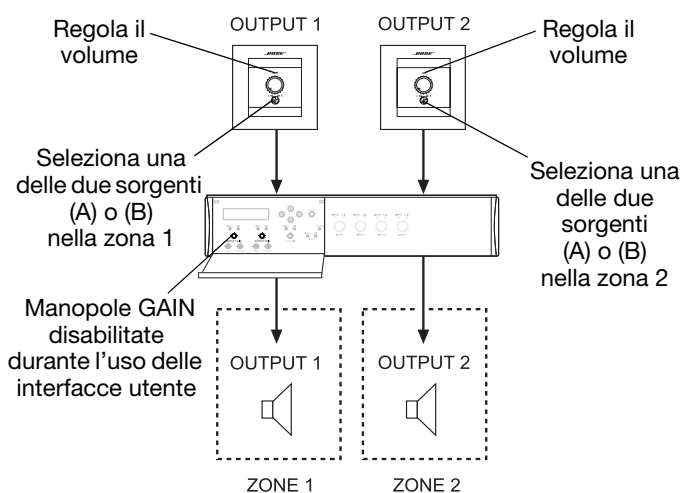 Regola il
volume
OUTPUT 1
OUTPUT 2
Regola il
volume
BOSE
BOSE
Seleziona una
delle due sorgenti
(A) o (B)
nella zona 1
Seleziona una
delle due
sorgenti
(A) o (B)
nella zona 2
Manopole GAIN
disabilitate
durante l'uso delle
interfacce utente
OUTPUT 1
OUTPUT 2
ZONE 1
ZONE 2